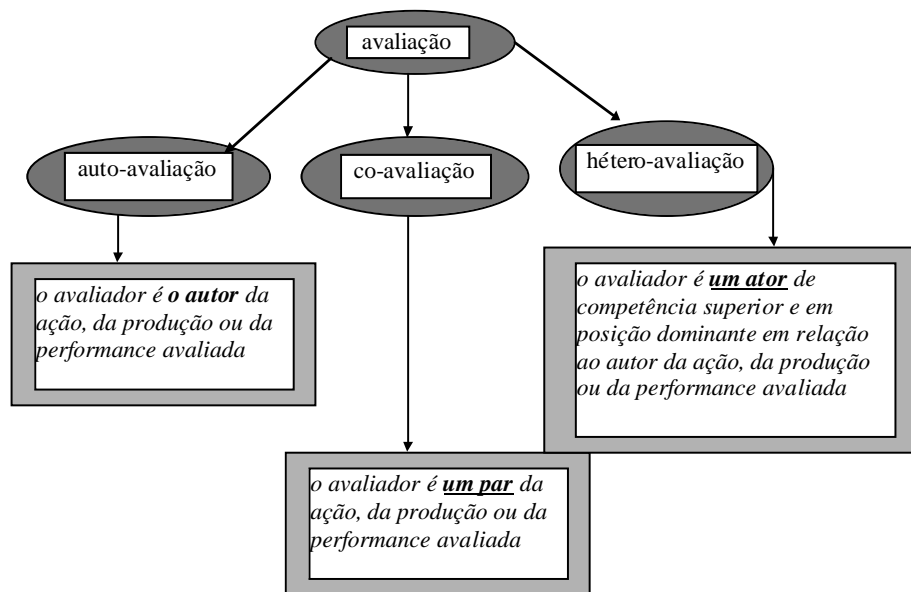 avaliação
auto-avaliação
co-avaliação
hétero-avaliação
o avaliador é o autor da
ação, da produção ou da
performance avaliada
o avaliador é um ator de
competência superior e em
posição dominante em relação
ao autor da ação, da produção
ou da performance avaliada
o avaliador é um par da
ação, da produção ou da
performance avaliada